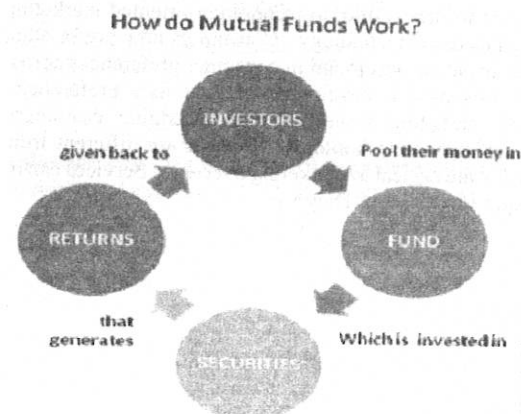 How do Mutual Funds Work?
INVESTORS
Pool their money in
FUND
Which is invested in
SECURITIES
that
generates
RETURNS
given back to